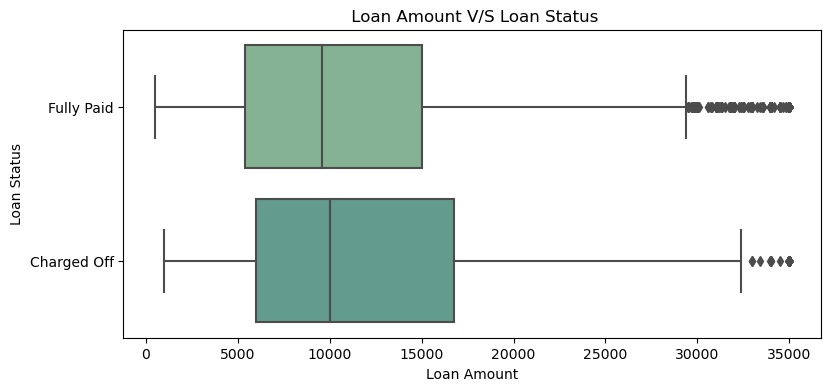 Loan Amount V/S Loan Status
Loan Status
Fully Paid
Charged Off
0 5000 10000 15000 20000 25000 30000 35000
Loan Amount